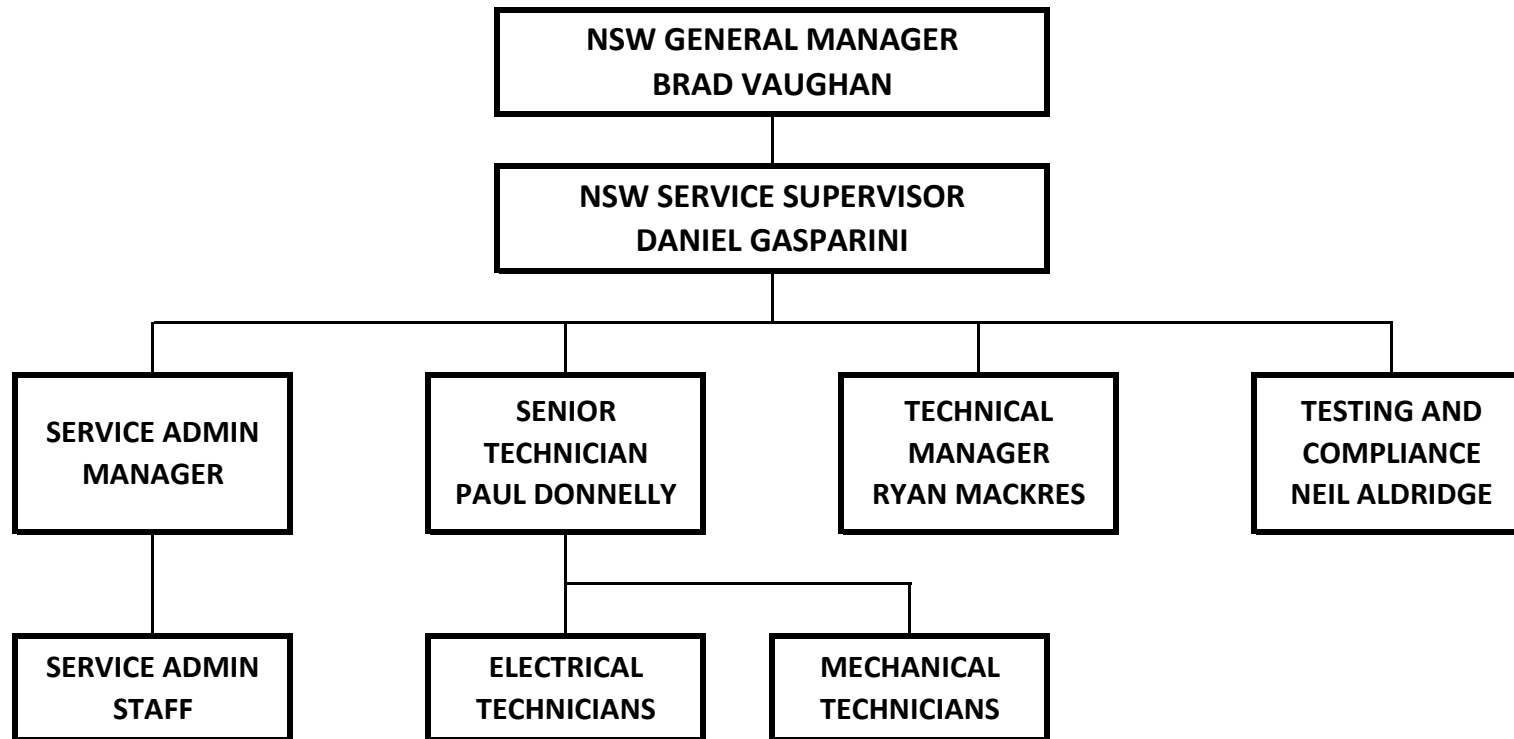 NSW GENERAL MANAGER
BRAD VAUGHAN
NSW SERVICE SUPERVISOR
DANIEL GASPARINI
SERVICE ADMIN
MANAGER
SENIOR
TECHNICIAN
PAUL DONNELLY
TECHNICAL
MANAGER
RYAN MACKRES
TESTING AND
COMPLIANCE
NEIL ALDRIDGE
SERVICE ADMIN
STAFF
ELECTRICAL
TECHNICIANS
MECHANICAL
TECHNICIANS